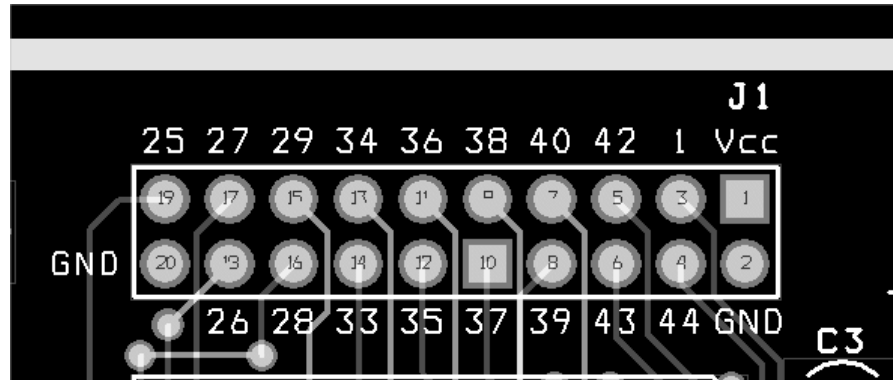 J1
25 27 29 34 36 38 40 42 1 Vcc
19 17 15 13 11 9 7 5 3 1
GND 20 18 16 14 12 10 8 6 4 2
26 28 33 35 37 39 43 44 GND
C3